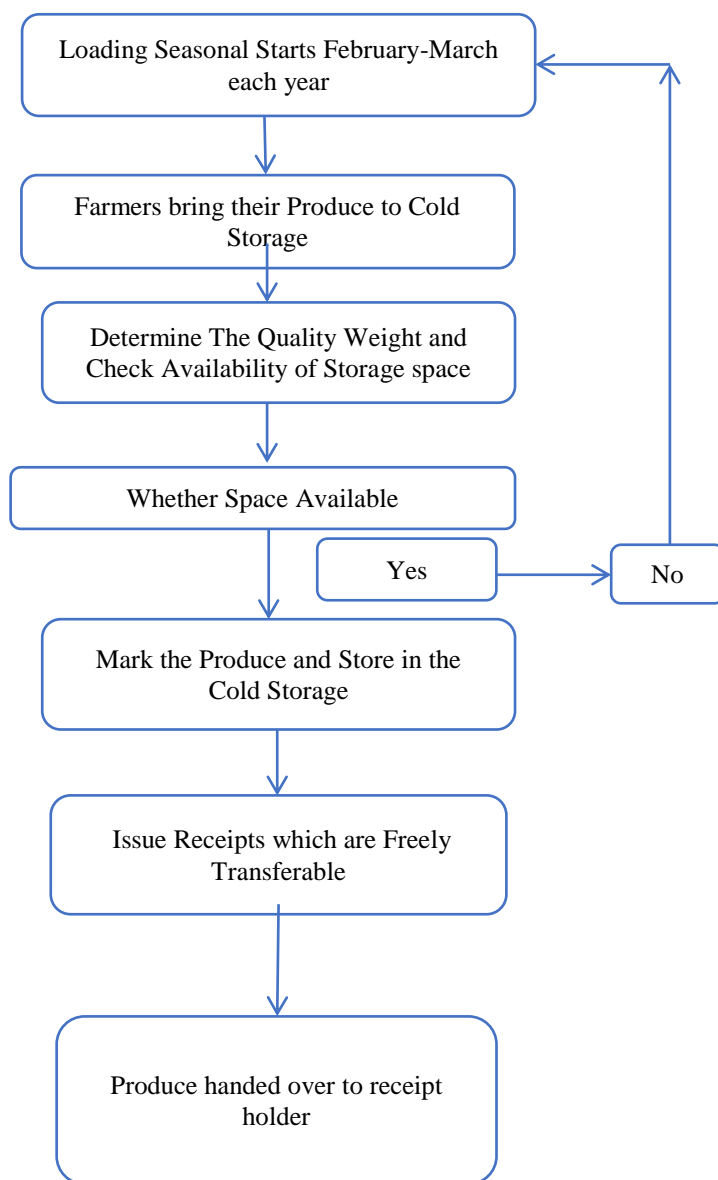 Loading Seasonal Starts February-March
each year
Farmers bring their Produce to Cold
Storage
Determine The Quality Weight and
Check Availability of Storage space
Whether Space Available
Yes
No
Mark the Produce and Store in the
Cold Storage
Issue Receipts which are Freely
Transferable
Produce handed over to receipt
holder